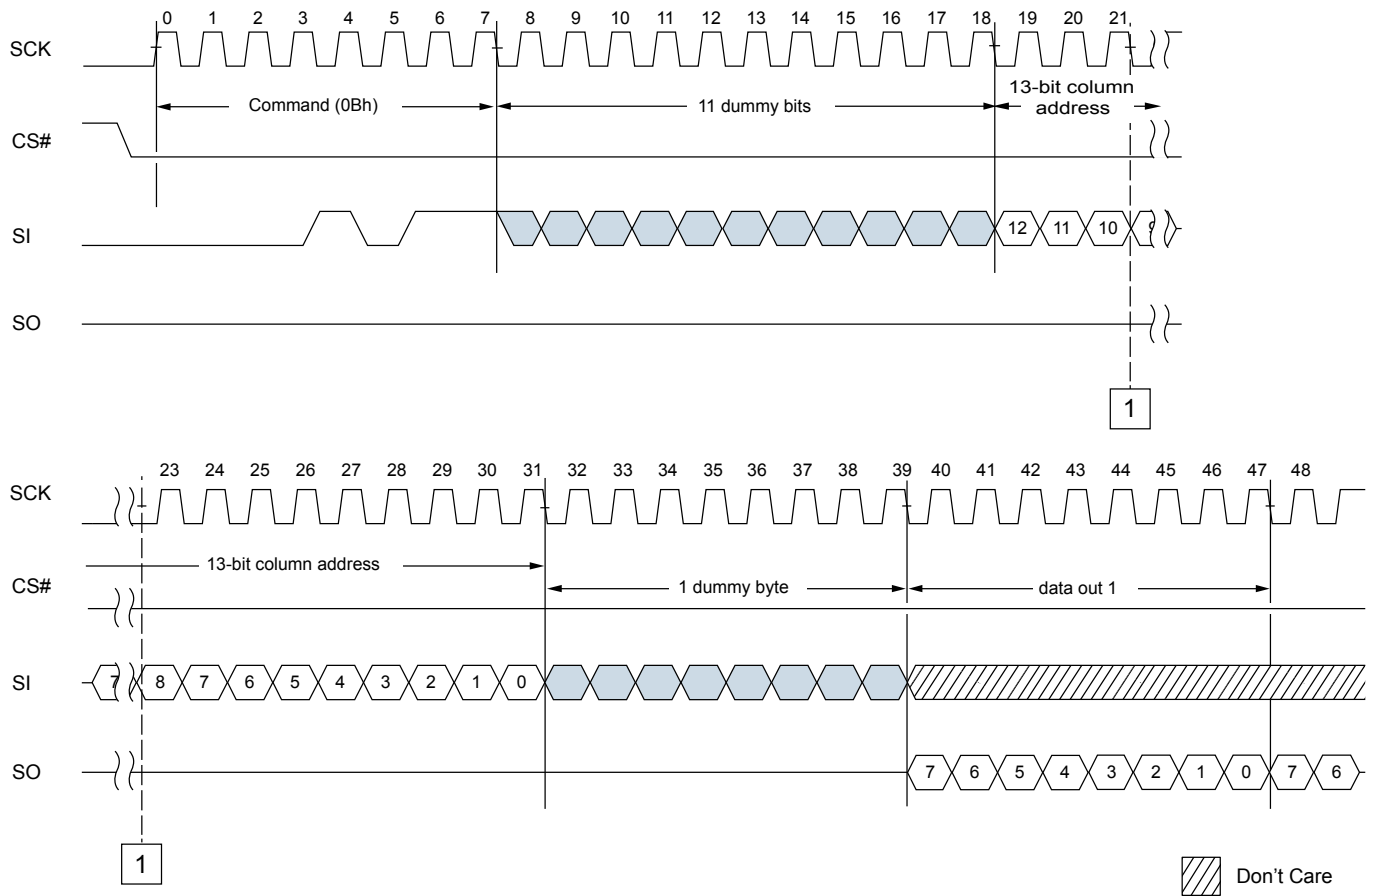 0 1 2 3 4 5 6 7 8 9 10 11 12 13 14 15 16 17 18 19 20 21
SCK
Command (0Bh) 11 dummy bits 13-bit column address
CS#
SI 12 11 10
SO
1
23 24 25 26 27 28 29 30 31 32 33 34 35 36 37 38 39 40 41 42 43 44 45 46 47 48
SCK
13-bit column address
CS# 1 dummy byte data out 1
SI 7 8 7 6 5 4 3 2 1 0
SO 7 6 5 4 3 2 1 0 7 6
1
Don't Care